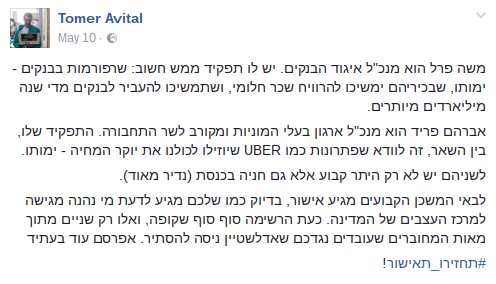 Tomer Avital
May 10 ·
משה פרל הוא מנכ"ל איגוד הבנקים. יש לו תפקיד ממש חשוב: שרפורמות בבנקים -
ימותו, שבכיריהם ימשיכו להרוויח שכר חלומי, ושתמשיכו להעביר לבנקים מדי שנה
מיליארדים מיותרים.
אברהם פריד הוא מנכ"ל ארגון בעלי המוניות ומקורב לשר התחבורה. התפקיד שלו,
בין השאר, זה לוודא שפתרונות כמו UBER שיוזילו לכולנו את יוקר המחיה - ימותו.
לשניהם יש לא רק היתר קבוע אלא גם חניה בכנסת (נדיר מאוד).
לבאי המשכן הקבועים מגיע אישור, בדיוק כמו שלכם מגיע לדעת מי נהנה מגישה
למרכז העצבים של המדינה. כעת הרשימה סוף סוף שקופה, ואלו רק שניים מתוך
מאות המחוברים שעובדים נגדכם שאדלשטיין ניסה להסתיר. אפרסם עוד בעתיד
#תחזירו_תאישור!